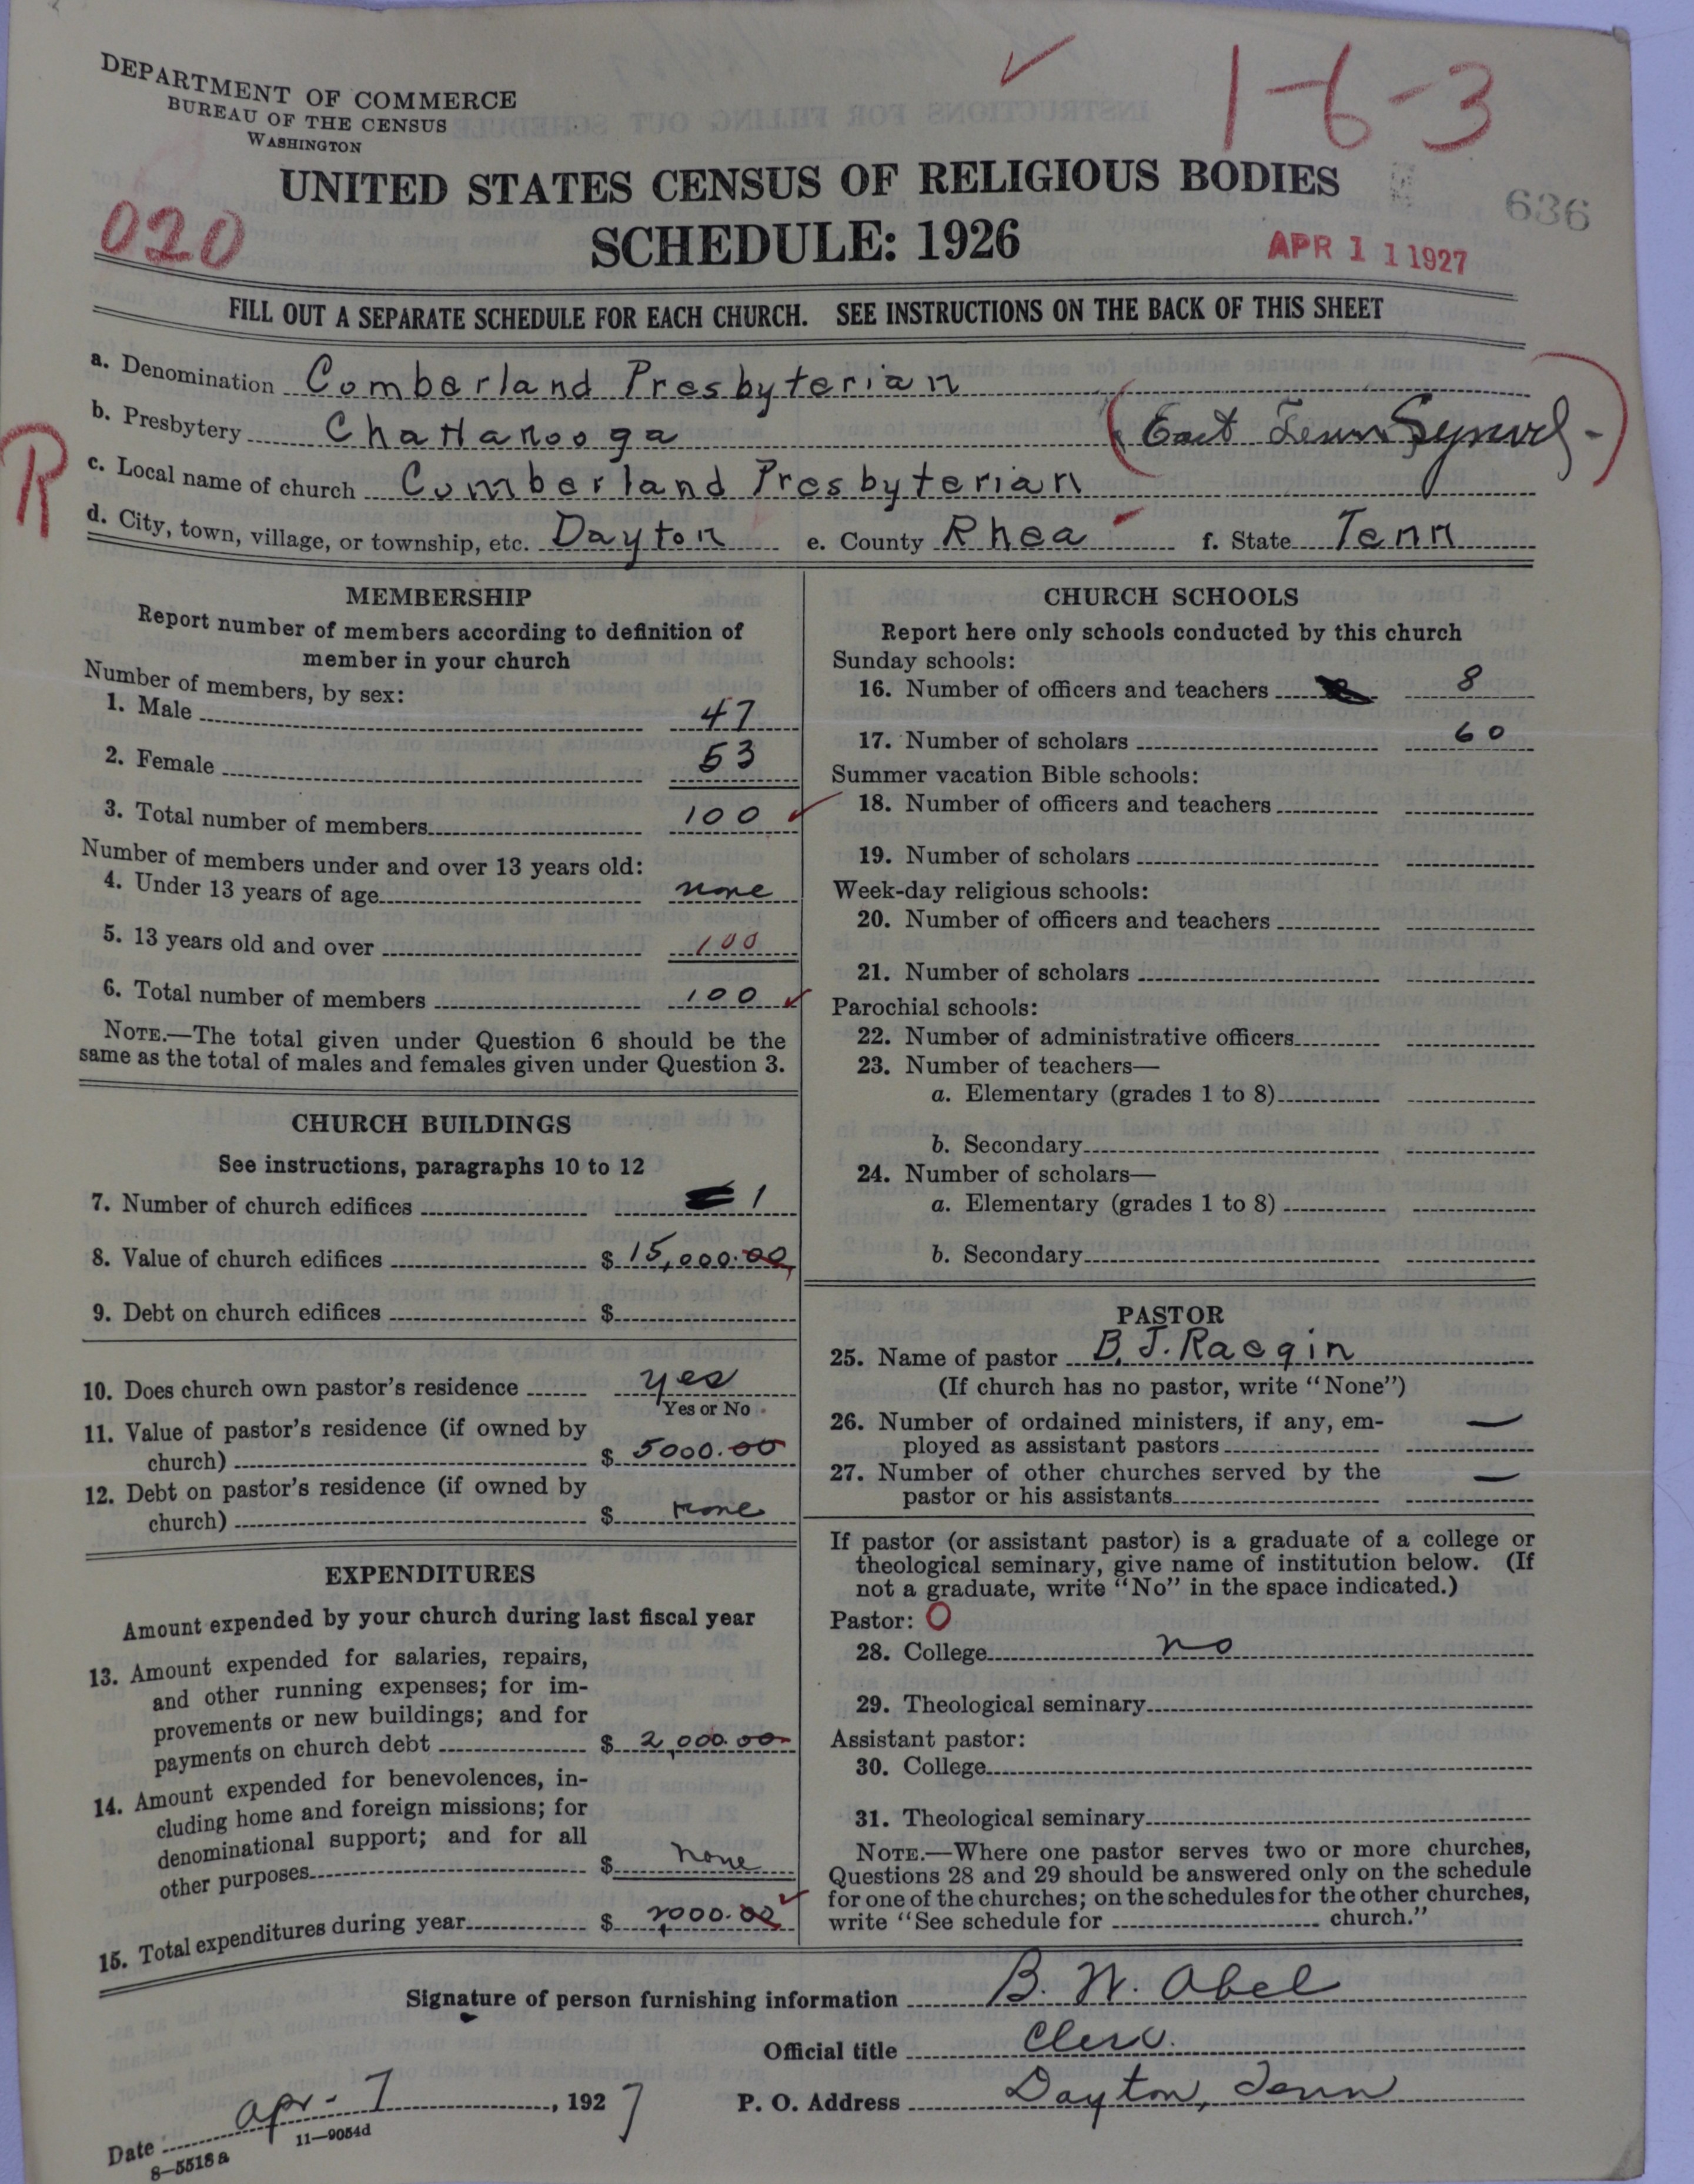 DEPARTMENT OF COMMERCE
BUREAU OF THE CENSUS
WASHINGTON
1-6-3
UNITED STATES CENSUS OF RELIGIOUS BODIES
SCHEDULE: 1926
020
636
APR 11 1927
FILL OUT A SEPARATE SCHEDULE FOR EACH CHURCH. SEE INSTRUCTIONS ON THE BACK OF THIS SHEET
a. Denomination Comberland Presbyterian
b. Presbytery Chattanooga (East Tenn Synod-)
R
c. Local name of church Comberland Presbyterian
d. City, town, village, or township, etc. Dayton e. County Rhea f. State Tenn
MEMBERSHIP
Report number of members according to definition of
member in your church
Number of members, by sex:
1. Male 47
2. Female 53
3. Total number of members 100
Number of members under and over 13 years old:
4. Under 13 years of age none
5. 13 years old and over 100
6. Total number of members 100
NOTE.—The total given under Question 6 should be the
same as the total of males and females given under Question 3.
CHURCH BUILDINGS
See instructions, paragraphs 10 to 12
7. Number of church edifices 1
8. Value of church edifices $ 15,000.00
9. Debt on church edifices $
10. Does church own pastor's residence yes
Yes or No
11. Value of pastor's residence (if owned by
church) $ 5000.00
12. Debt on pastor's residence (if owned by
church) $ none
EXPENDITURES
Amount expended by your church during last fiscal year
13. Amount expended for salaries, repairs,
and other running expenses; for im-
provements or new buildings; and for
payments on church debt $ 2,000.00
14. Amount expended for benevolences, in-
cluding home and foreign missions; for
denominational support; and for all
other purposes $ none
15. Total expenditures during year $ 2000.00
CHURCH SCHOOLS
Report here only schools conducted by this church
Sunday schools:
16. Number of officers and teachers 8
17. Number of scholars 60
Summer vacation Bible schools:
18. Number of officers and teachers
19. Number of scholars
Week-day religious schools:
20. Number of officers and teachers
21. Number of scholars
Parochial schools:
22. Number of administrative officers
23. Number of teachers—
a. Elementary (grades 1 to 8)
b. Secondary
24. Number of scholars—
a. Elementary (grades 1 to 8)
b. Secondary
PASTOR
25. Name of pastor B. J. Raegin
(If church has no pastor, write "None")
26. Number of ordained ministers, if any, em-
ployed as assistant pastors —
27. Number of other churches served by the
pastor or his assistants —
If pastor (or assistant pastor) is a graduate of a college or
theological seminary, give name of institution below. (If
not a graduate, write "No" in the space indicated.)
Pastor: O
28. College no
29. Theological seminary
Assistant pastor:
30. College
31. Theological seminary
NOTE.—Where one pastor serves two or more churches,
Questions 28 and 29 should be answered only on the schedule
for one of the churches; on the schedules for the other churches,
write "See schedule for church."
Signature of person furnishing information B. W. Abel
Official title Clerk.
Date Apr-7, 1927 P. O. Address Dayton, Tenn
8—5518a 11—9054d